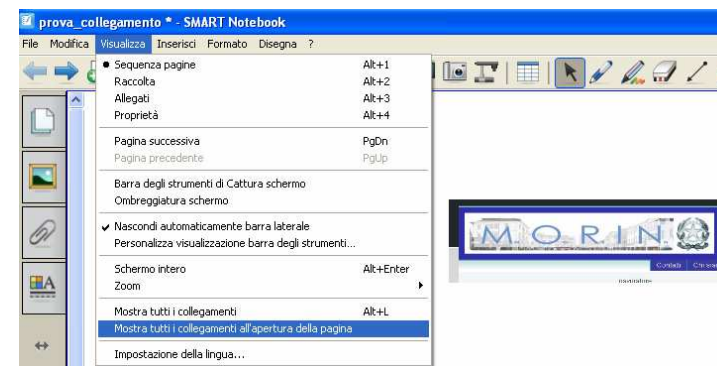 prova_collegamento * - SMART Notebook
File Modifica Visualizza Inserisci Formato Disegna ?
Sequenza pagine Alt+1
Raccolta Alt+2
Allegati Alt+3
Proprietà Alt+4
Pagina successiva PgDn
Pagina precedente PgUp
Barra degli strumenti di Cattura schermo
Ombreggiatura schermo
Nascondi automaticamente barra laterale
Personalizza visualizzazione barra degli strumenti...
Schermo intero Alt+Enter
Zoom
Mostra tutti i collegamenti Alt+L
Mostra tutti i collegamenti all'apertura della pagina
Impostazione della lingua...
M.O.R.I.N.
Contatti